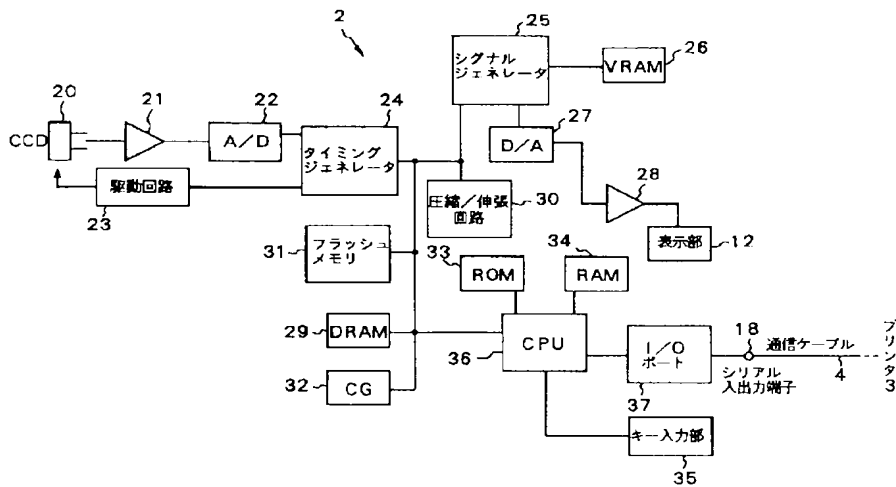 2
25
シグナル
ジェネレータ
VRAM
26
20
CCD
21
22
A/D
24
タイミング
ジェネレータ
27
D/A
駆動回路
23
圧縮/伸張
回路
30
28
表示部
12
31
フラッシュ
メモリ
33
ROM
34
RAM
29
DRAM
36
CPU
I/O
ポート
37
18
シリアル
入出力端子
通信ケーブル
4
プリンタ3
32
CG
キー入力部
35